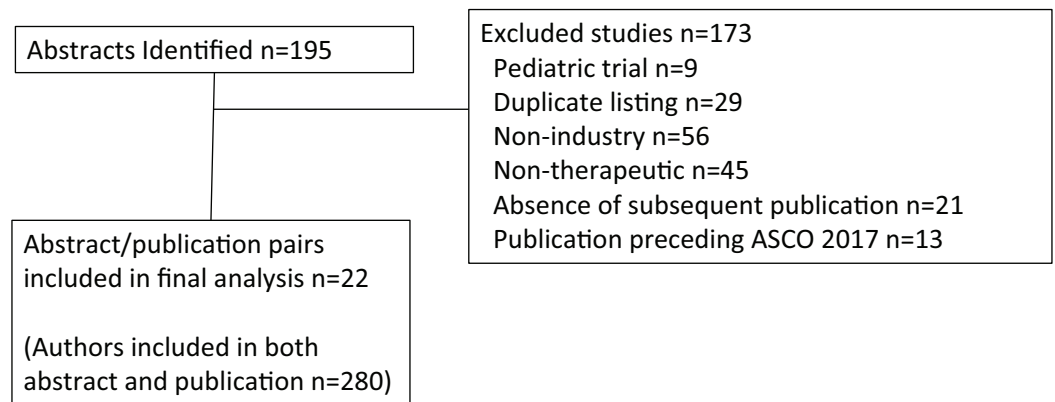 Abstracts Identified n=195
Excluded studies n=173
Pediatric trial n=9
Duplicate listing n=29
Non-industry n=56
Non-therapeutic n=45
Absence of subsequent publication n=21
Publication preceding ASCO 2017 n=13
Abstract/publication pairs
included in final analysis n=22
(Authors included in both
abstract and publication n=280)